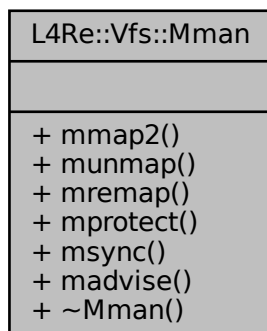 L4Re::Vfs::Mman
+ mmap2()
+ munmap()
+ mremap()
+ mprotect()
+ msync()
+ madvise()
+ ~Mman()